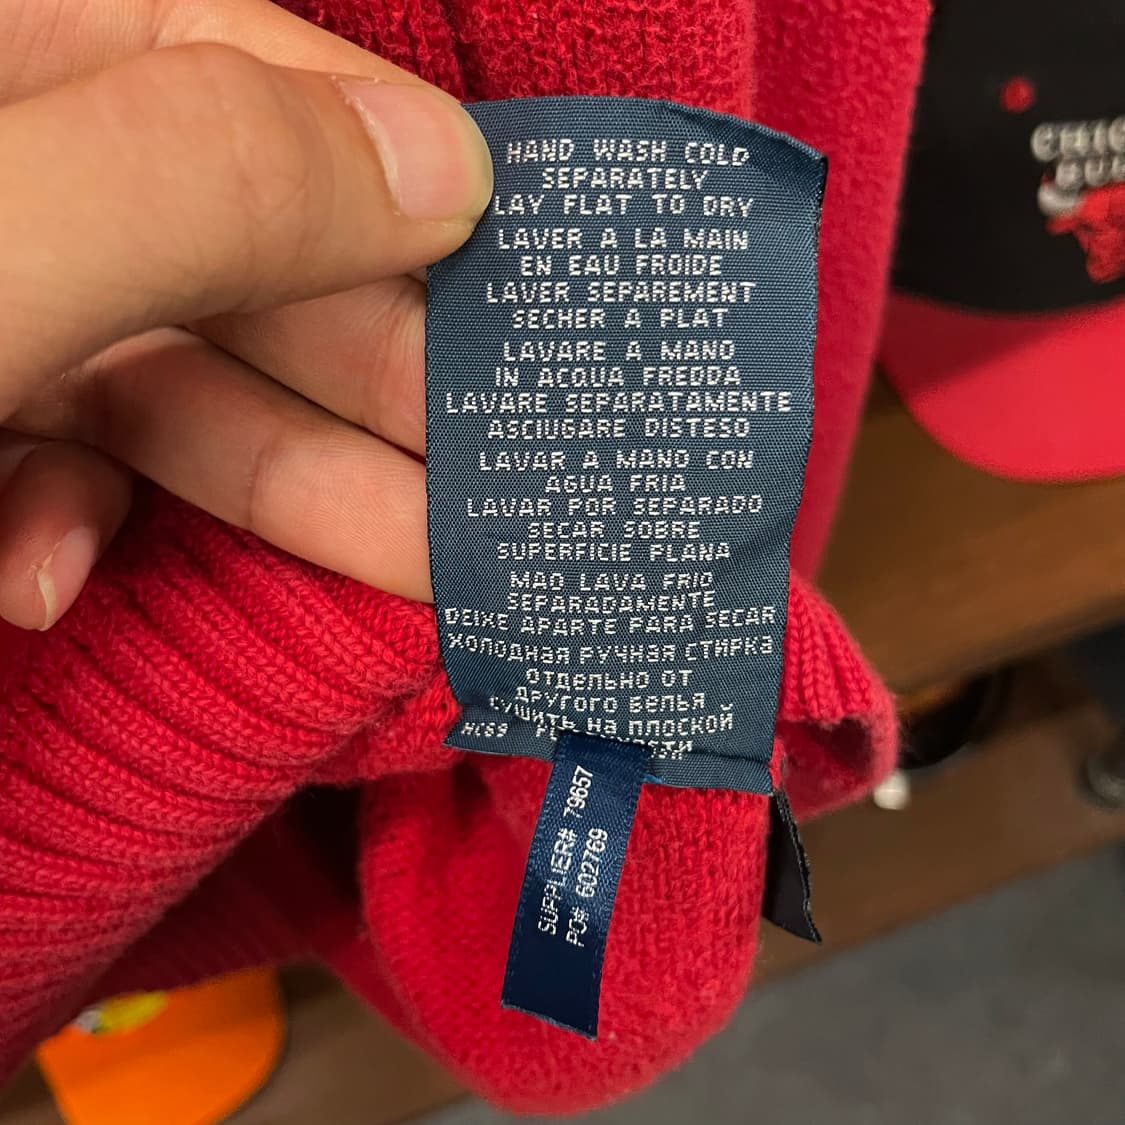 HAND WASH COLD
SEPARATELY
LAY FLAT TO DRY
LAVER A LA MAIN
EN EAU FROIDE
LAVER SEPAREMENT
SECHER A PLAT
LAVARE A MANO
IN ACQUA FREDDA
LAVARE SEPARATAMENTE
ASCIUGARE DISTESO
LAVAR A MANO CON
AGUA FRIA
LAVAR POR SEPARADO
SECAR SOBRE
SUPERFICIE PLANA
MAO LAVA FRIO
SEPARADAMENTE
DEIXE APARTE PARA SECAR
ХОЛОДНАЯ РУЧНАЯ СТИРКА
ОТДЕЛЬНО ОТ
ДРУГОГО БЕЛЬЯ
СУШИТЬ НА ПЛОСКОЙ
HC69
SUPPLIER# 79657
PO# 602769
CHIC
BUL